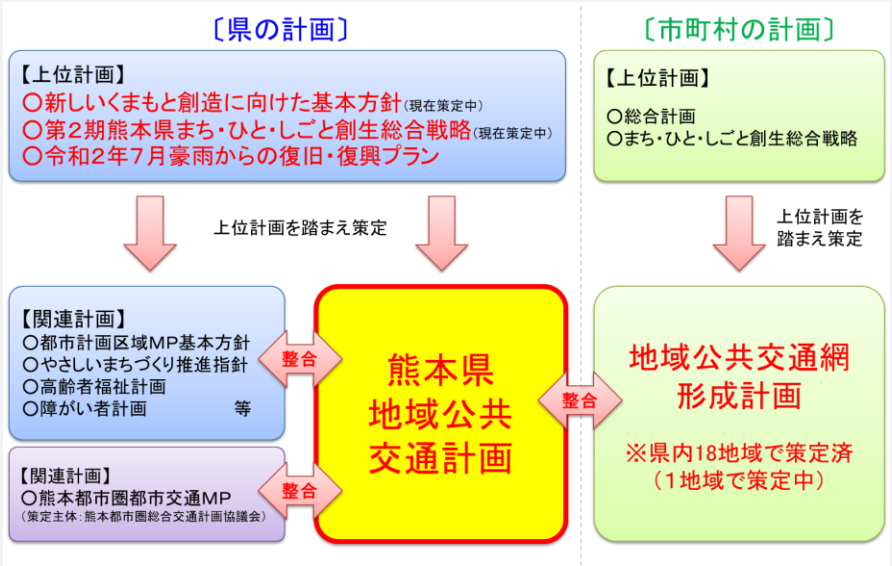 〔県の計画〕
【上位計画】
〇新しいくまもと創造に向けた基本方針(現在策定中)
〇第2期熊本県まち・ひと・しごと創生総合戦略(現在策定中)
〇令和2年7月豪雨からの復旧・復興プラン
上位計画を踏まえ策定
【関連計画】
〇都市計画区域MP基本方針
〇やさしいまちづくり推進指針
〇高齢者福祉計画
〇障がい者計画 等
整合
【関連計画】
〇熊本都市圏都市交通MP
(策定主体:熊本都市圏総合交通計画協議会)
整合
熊本県
地域公共
交通計画
整合
〔市町村の計画〕
【上位計画】
〇総合計画
〇まち・ひと・しごと創生総合戦略
上位計画を
踏まえ策定
地域公共交通網
形成計画
※県内18地域で策定済
(1地域で策定中)